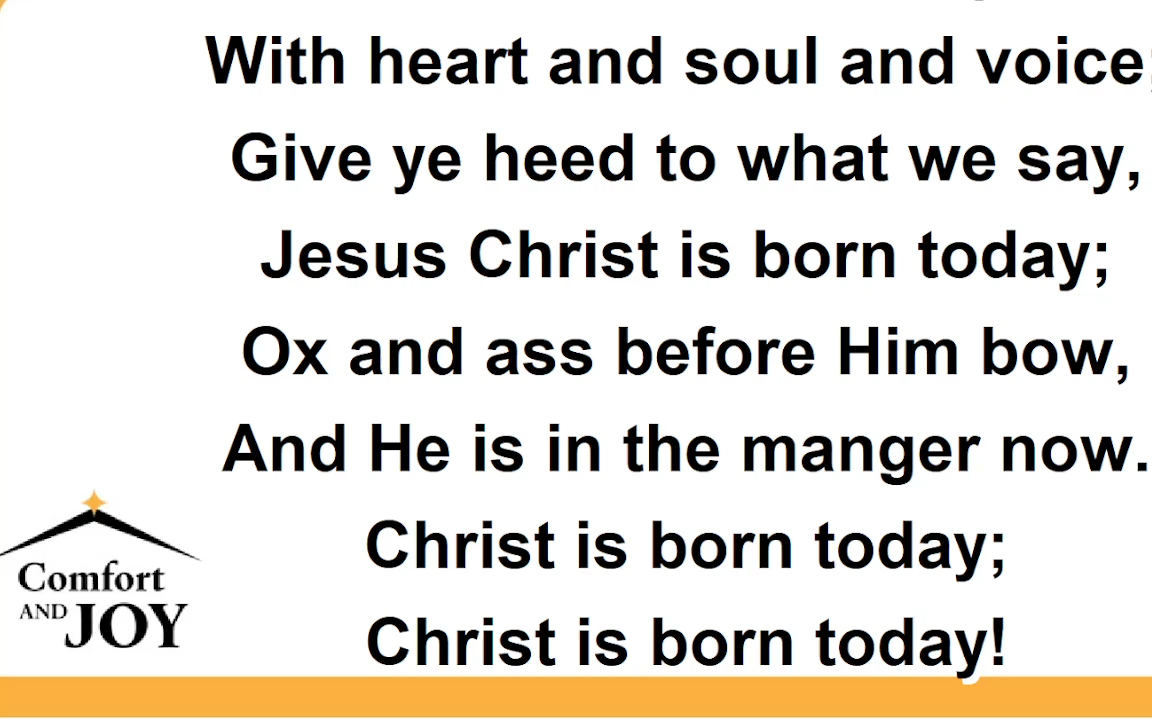 With heart and soul and voice;
Give ye heed to what we say,
Jesus Christ is born today;
Ox and ass before Him bow,
And He is in the manger now.
Christ is born today;
Christ is born today!
Comfort
AND JOY